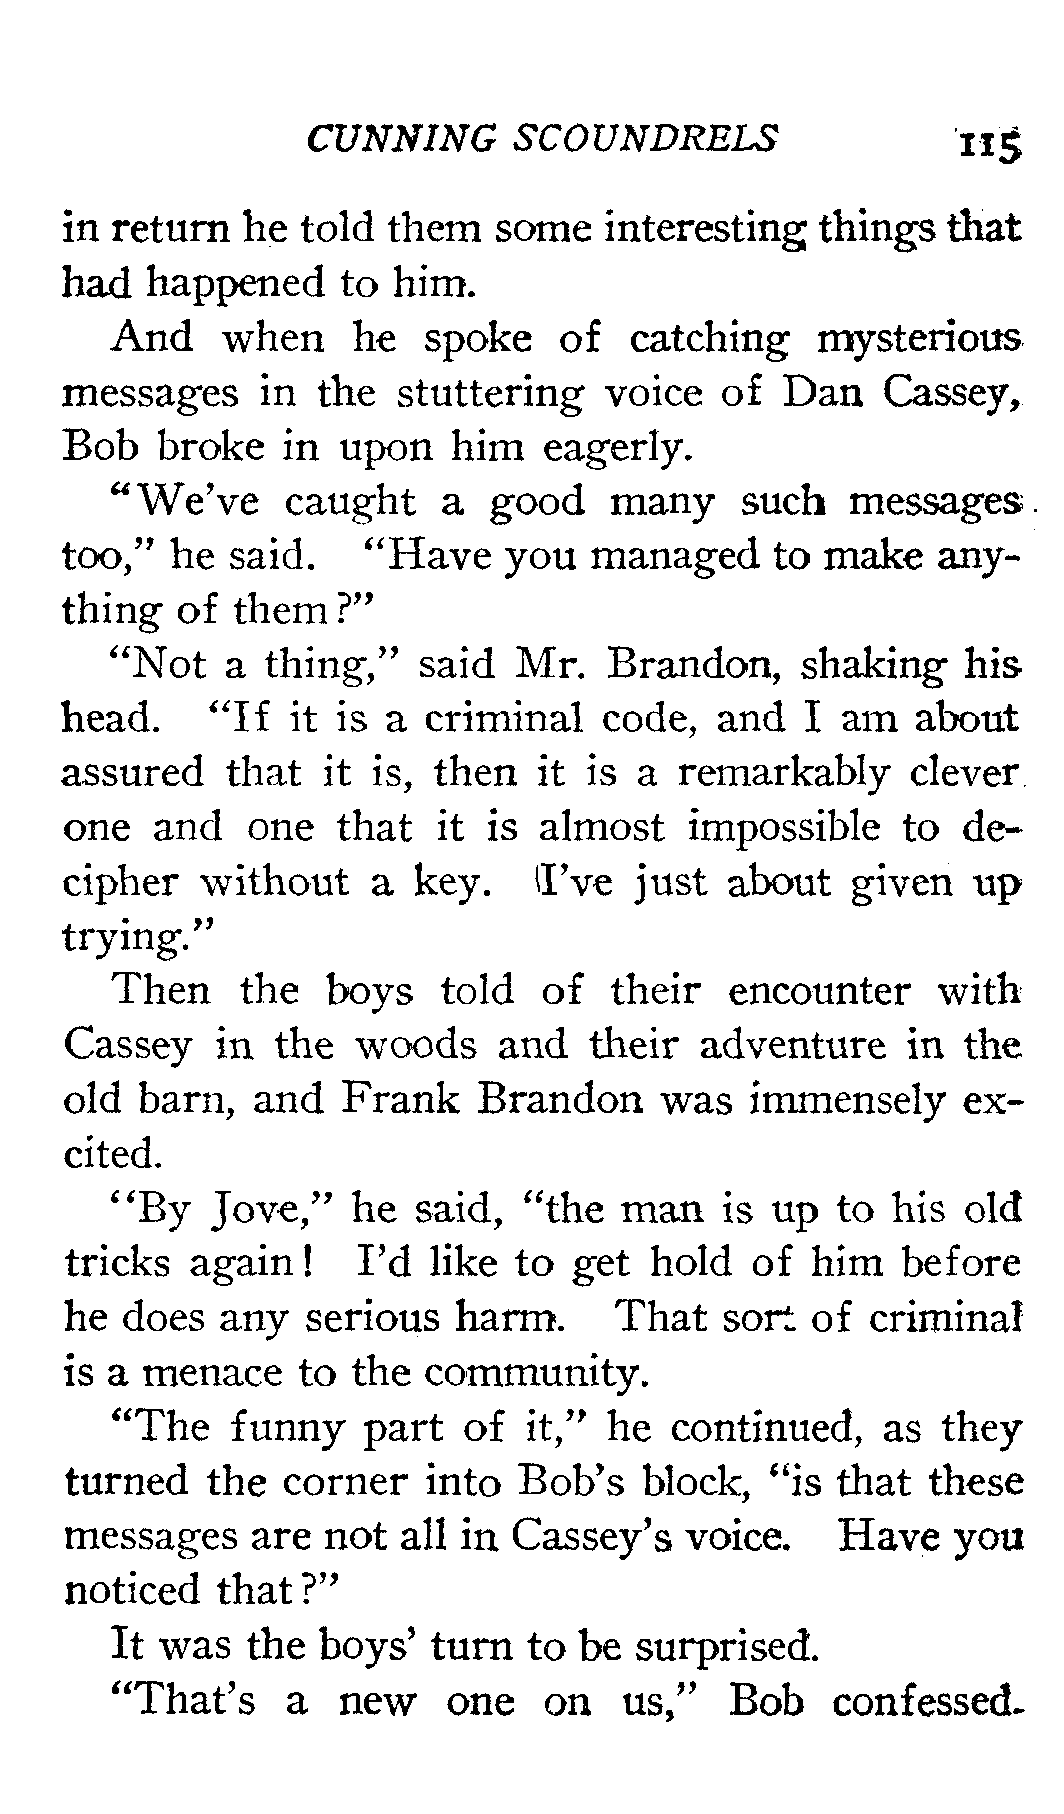 CUNNING SCOUNDRELS 115
in return he told them some interesting things that
had happened to him.
And when he spoke of catching mysterious
messages in the stuttering voice of Dan Cassey,
Bob broke in upon him eagerly.
“We’ve caught a good many such messages
too,” he said. “Have you managed to make any-
thing of them?”
“Not a thing,” said Mr. Brandon, shaking his
head. “If it is a criminal code, and I am about
assured that it is, then it is a remarkably clever
one and one that it is almost impossible to de-
cipher without a key. I’ve just about given up
trying.”
Then the boys told of their encounter with
Cassey in the woods and their adventure in the
old barn, and Frank Brandon was immensely ex-
cited.
“By Jove,” he said, “the man is up to his old
tricks again! I’d like to get hold of him before
he does any serious harm. That sort of criminal
is a menace to the community.
“The funny part of it,” he continued, as they
turned the corner into Bob’s block, “is that these
messages are not all in Cassey’s voice. Have you
noticed that?”
It was the boys’ turn to be surprised.
“That’s a new one on us,” Bob confessed.